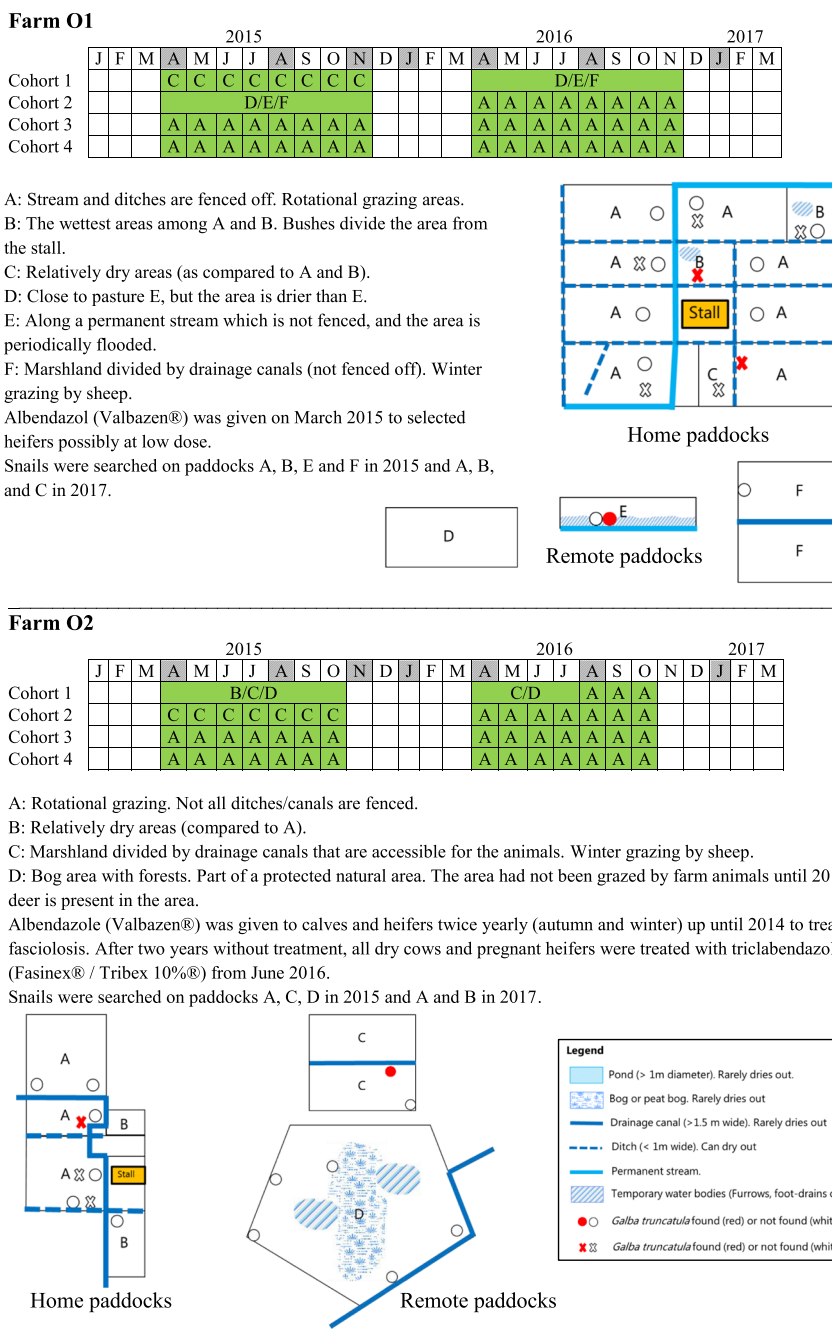 Farm O1
2015 2016 2017
J F M A M J J A S O N D J F M A M J J A S O N D J F M
Cohort 1 C C C C C C C C D/E/F
Cohort 2 D/E/F A A A A A A A A
Cohort 3 A A A A A A A A A A A A A A A A
Cohort 4 A A A A A A A A A A A A A A A A
A: Stream and ditches are fenced off. Rotational grazing areas.
B: The wettest areas among A and B. Bushes divide the area from
the stall.
C: Relatively dry areas (as compared to A and B).
D: Close to pasture E, but the area is drier than E.
E: Along a permanent stream which is not fenced, and the area is
periodically flooded.
F: Marshland divided by drainage canals (not fenced off). Winter
grazing by sheep.
Albendazol (Valbazen®) was given on March 2015 to selected
heifers possibly at low dose.
Snails were searched on paddocks A, B, E and F in 2015 and A, B,
and C in 2017.
A A B
A B A
A Stall A
A C A
Home paddocks
D
E
F
F
Remote paddocks
Farm O2
2015 2016 2017
J F M A M J J A S O N D J F M A M J J A S O N D J F M
Cohort 1 B/C/D C/D A A A
Cohort 2 C C C C C C C A A A A A A A
Cohort 3 A A A A A A A A A A A A A A
Cohort 4 A A A A A A A A A A A A A A
A: Rotational grazing. Not all ditches/canals are fenced.
B: Relatively dry areas (compared to A).
C: Marshland divided by drainage canals that are accessible for the animals. Winter grazing by sheep.
D: Bog area with forests. Part of a protected natural area. The area had not been grazed by farm animals until 20
deer is present in the area.
Albendazole (Valbazen®) was given to calves and heifers twice yearly (autumn and winter) up until 2014 to trea
fasciolosis. After two years without treatment, all dry cows and pregnant heifers were treated with triclabendazol
(Fasinex® / Tribex 10%®) from June 2016.
Snails were searched on paddocks A, C, D in 2015 and A and B in 2017.
A
A B
A Stall
B
Home paddocks
C
C
D
Remote paddocks
Legend
Pond (> 1m diameter). Rarely dries out.
Bog or peat bog. Rarely dries out
Drainage canal (>1.5 m wide). Rarely dries out
Ditch (< 1m wide). Can dry out
Permanent stream.
Temporary water bodies (Furrows, foot-drains
Galba truncatula found (red) or not found (whit
Galba truncatula found (red) or not found (whit